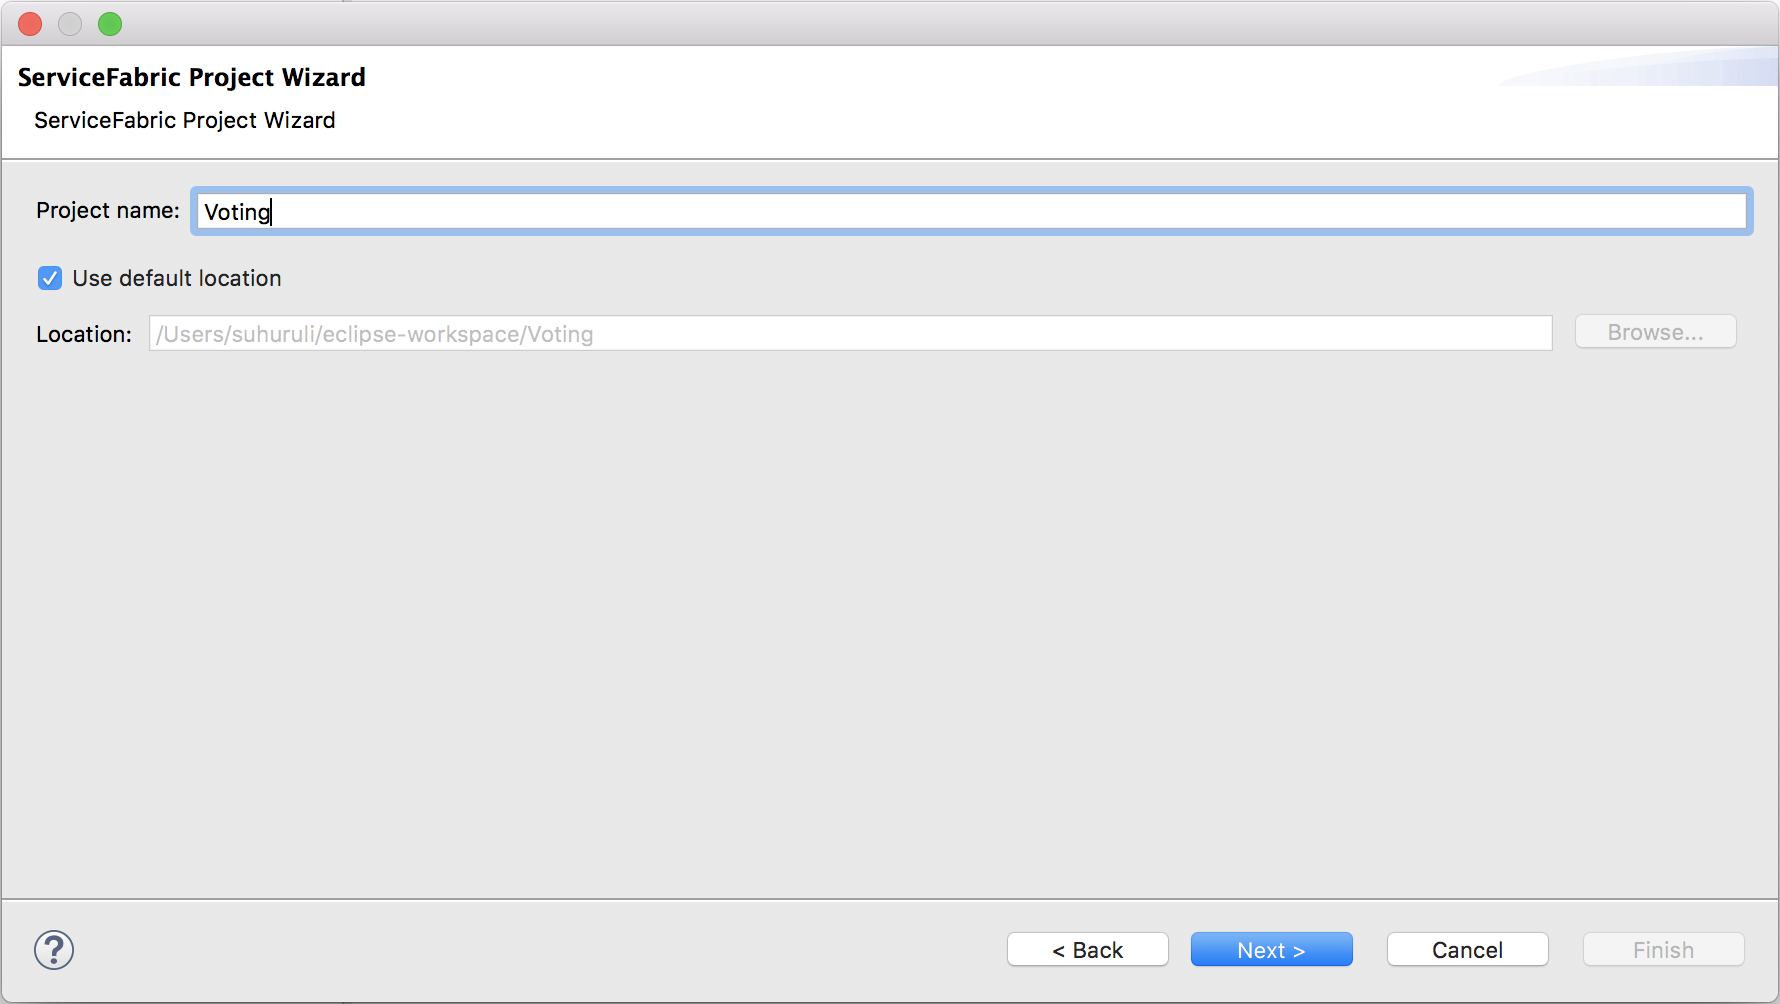 ServiceFabric Project Wizard
ServiceFabric Project Wizard
Project name: Voting
Use default location
Location: /Users/suhuruli/eclipse-workspace/Voting Browse...
? < Back Next > Cancel Finish